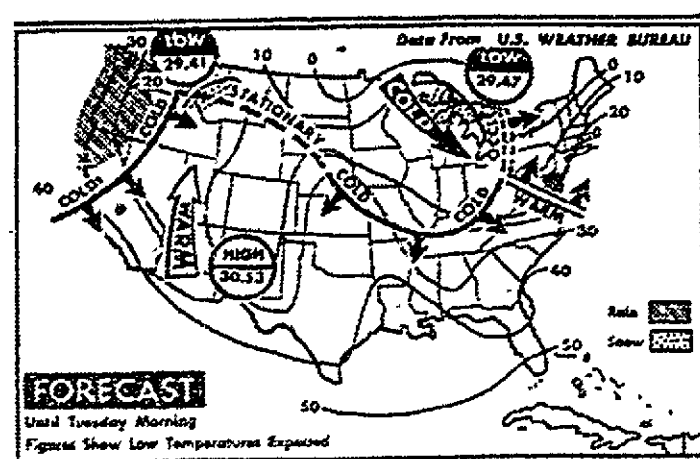 Data From U.S. WEATHER BUREAU
30
LOW
29.41
10
0
LOW
29.47
0
10
20
20
COLD
STATIONARY
COLD
40
COLD
COLD
COLD
WARM
WARM
30
HIGH
30.53
40
Rain
Snow
50
50
FORECAST
Until Tuesday Morning
Figures Show Low Temperatures Expected